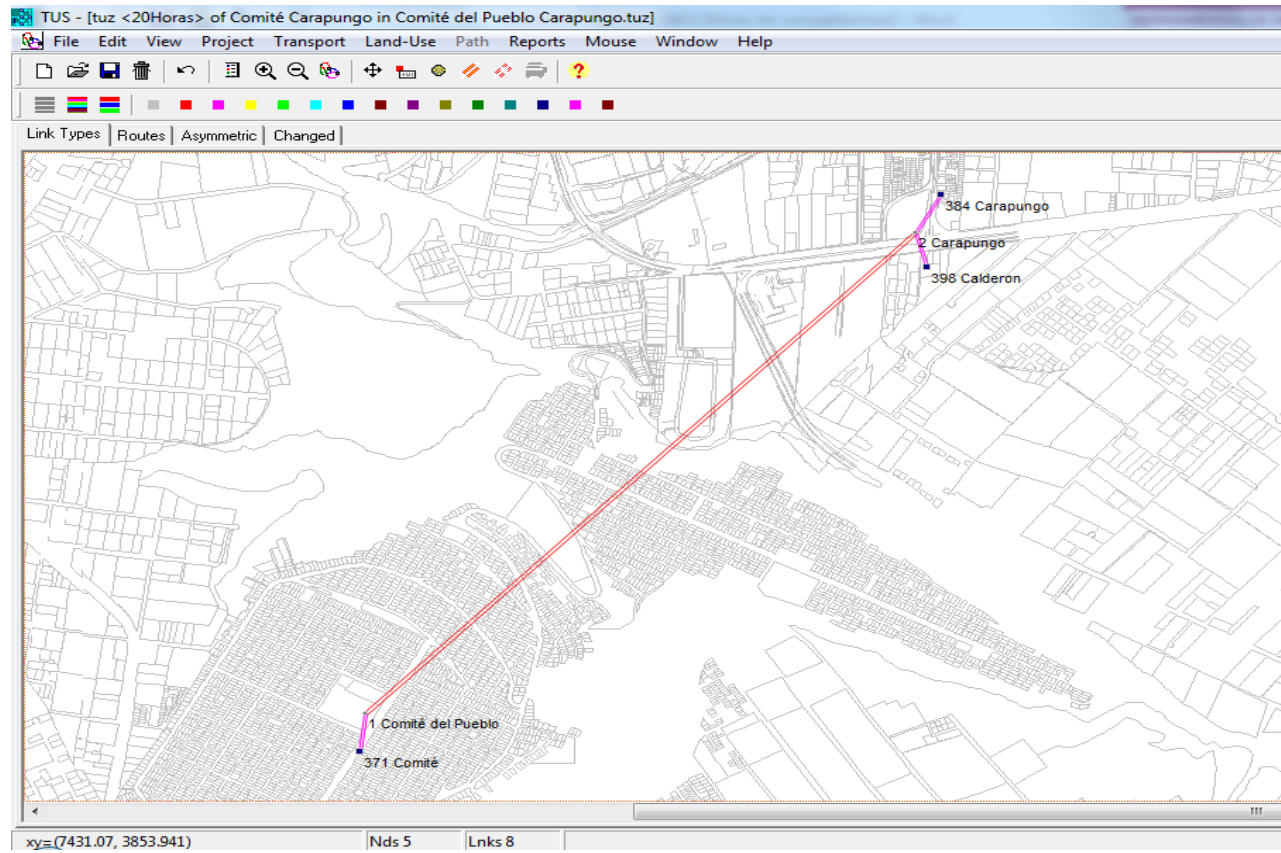 TUS - [tuz <20Horas> of Comité Carapungo in Comité del Pueblo Carapungo.tuz]
File Edit View Project Transport Land-Use Path Reports Mouse Window Help
Link Types Routes Asymmetric Changed
384 Carapungo
2 Carapungo
398 Calderon
1 Comité del Pueblo
371 Comité
xy=(7431.07, 3853.941) Nds 5 Lnks 8